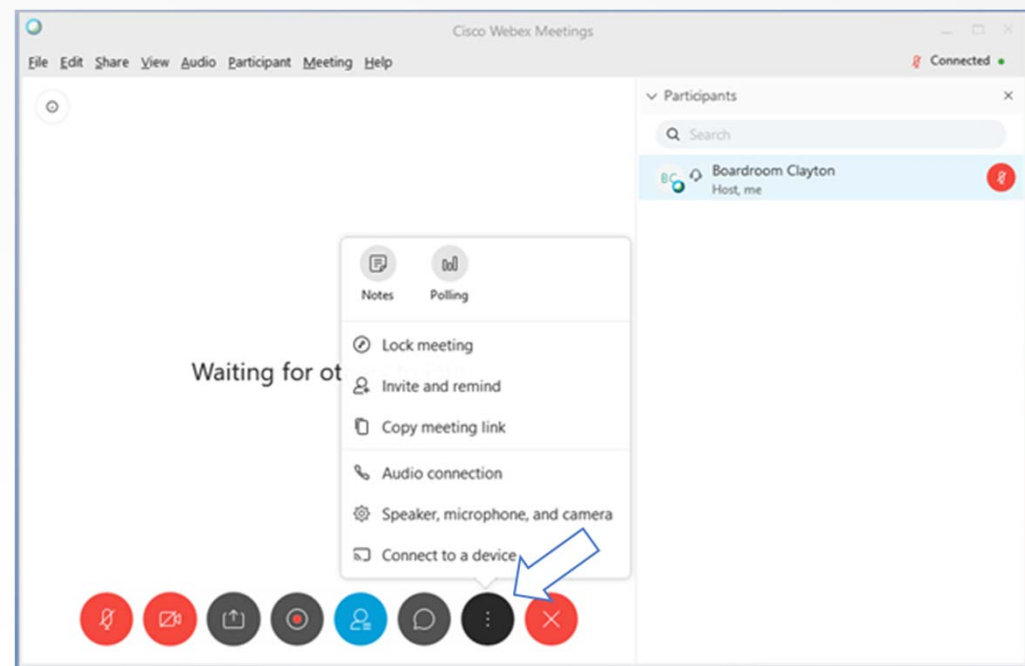 Cisco Webex Meetings
File Edit Share View Audio Participant Meeting Help
Connected
Participants
Search
BC
Boardroom Clayton
Host, me
Notes Polling
Waiting for ot
Lock meeting
Invite and remind
Copy meeting link
Audio connection
Speaker, microphone, and camera
Connect to a device